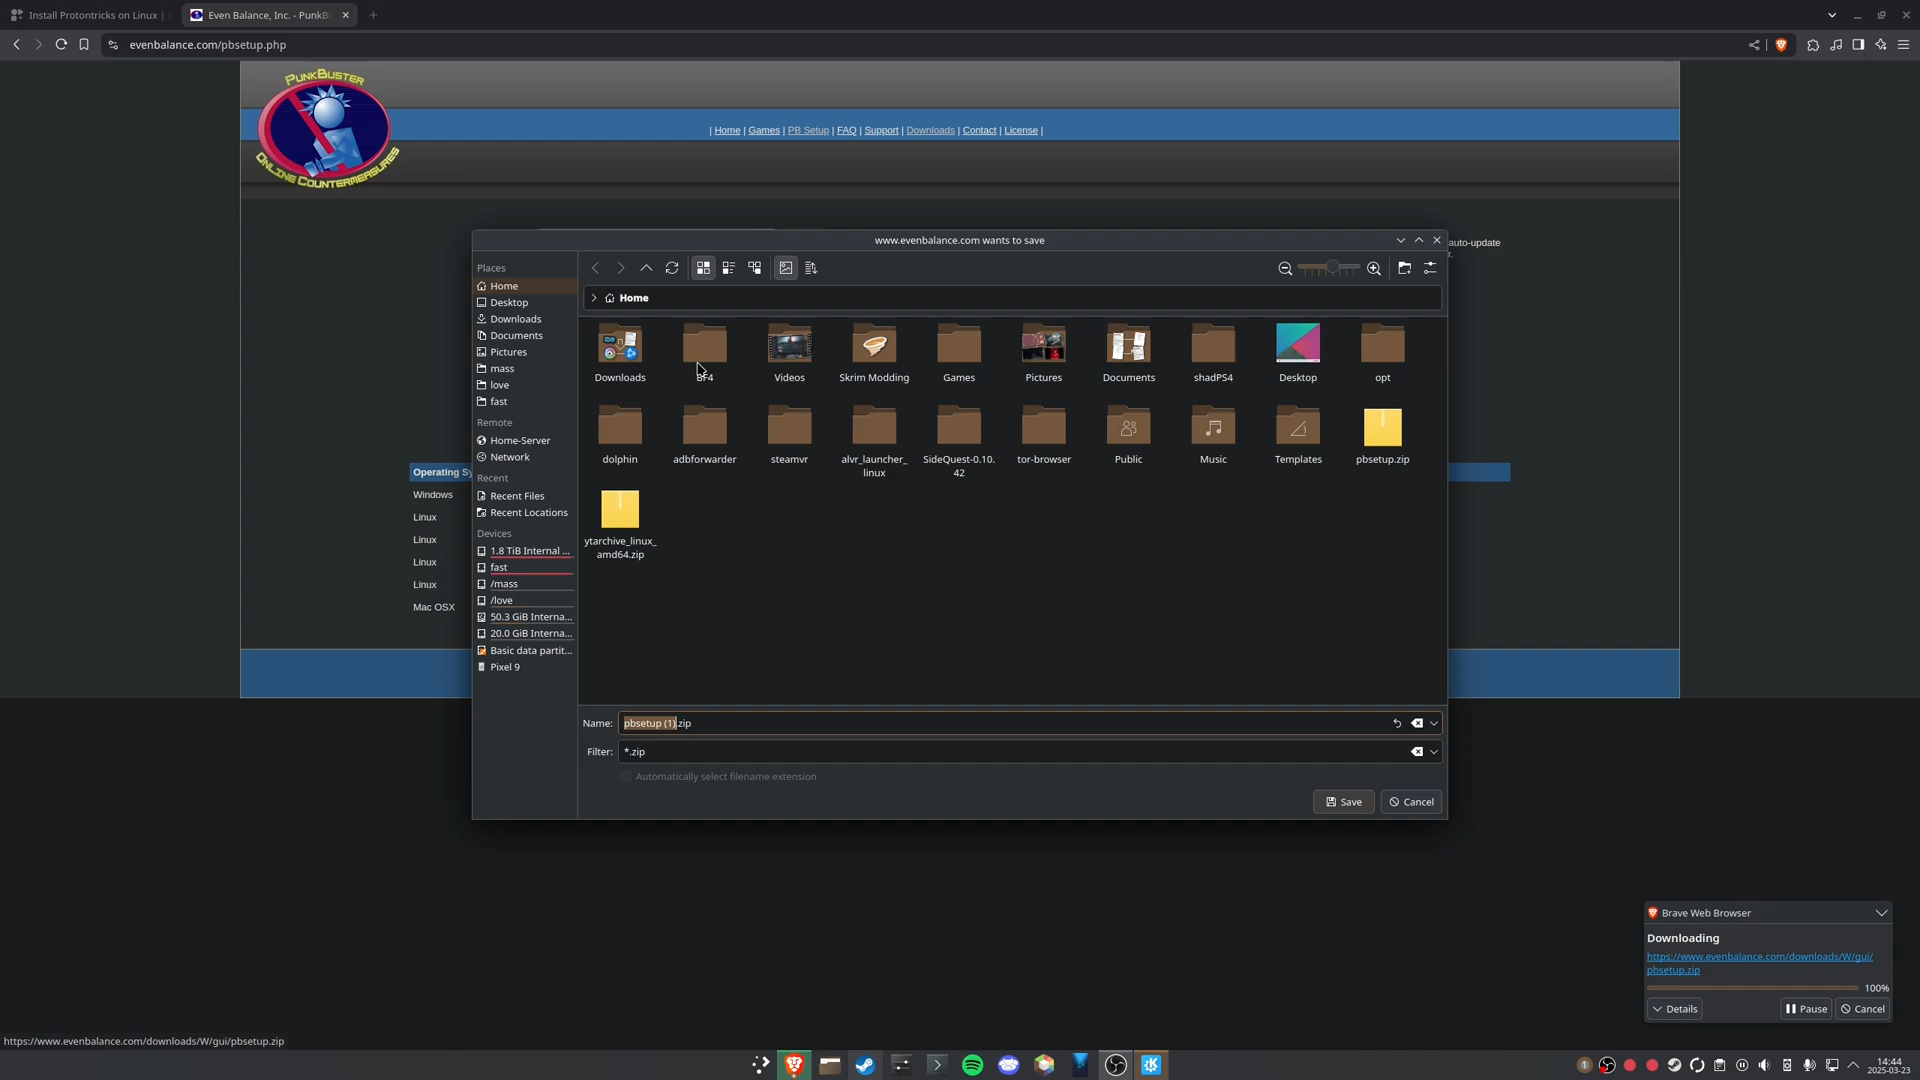 Install Protontricks on Linux |
Even Balance, Inc. - PunkBu
evenbalance.com/pbsetup.php
PUNKBUSTER
ONLINE COUNTERMEASURES
| Home | Games | PB Setup | FAQ | Support | Downloads | Contact | License |
auto-update
r.
Operating Sy
Windows
Linux
Linux
Linux
Linux
Mac OSX
www.evenbalance.com wants to save
Places
Home
Desktop
Downloads
Documents
Pictures
mass
love
fast
Remote
Home-Server
Network
Recent
Recent Files
Recent Locations
Devices
1.8 TiB Internal ...
fast
/mass
/love
50.3 GiB Interna...
20.0 GiB Interna...
Basic data partit...
Pixel 9
Home
Downloads
BF4
Videos
Skrim Modding
Games
Pictures
Documents
shadPS4
Desktop
opt
dolphin
adbforwarder
steamvr
alvr_launcher_
linux
SideQuest-0.10.
42
tor-browser
Public
Music
Templates
pbsetup.zip
ytarchive_linux_
amd64.zip
Name: pbsetup (1).zip
Filter: *.zip
Automatically select filename extension
Save
Cancel
Brave Web Browser
Downloading
https://www.evenbalance.com/downloads/W/gui/
pbsetup.zip
100%
Details
Pause
Cancel
https://www.evenbalance.com/downloads/W/gui/pbsetup.zip
14:44
2025-03-23